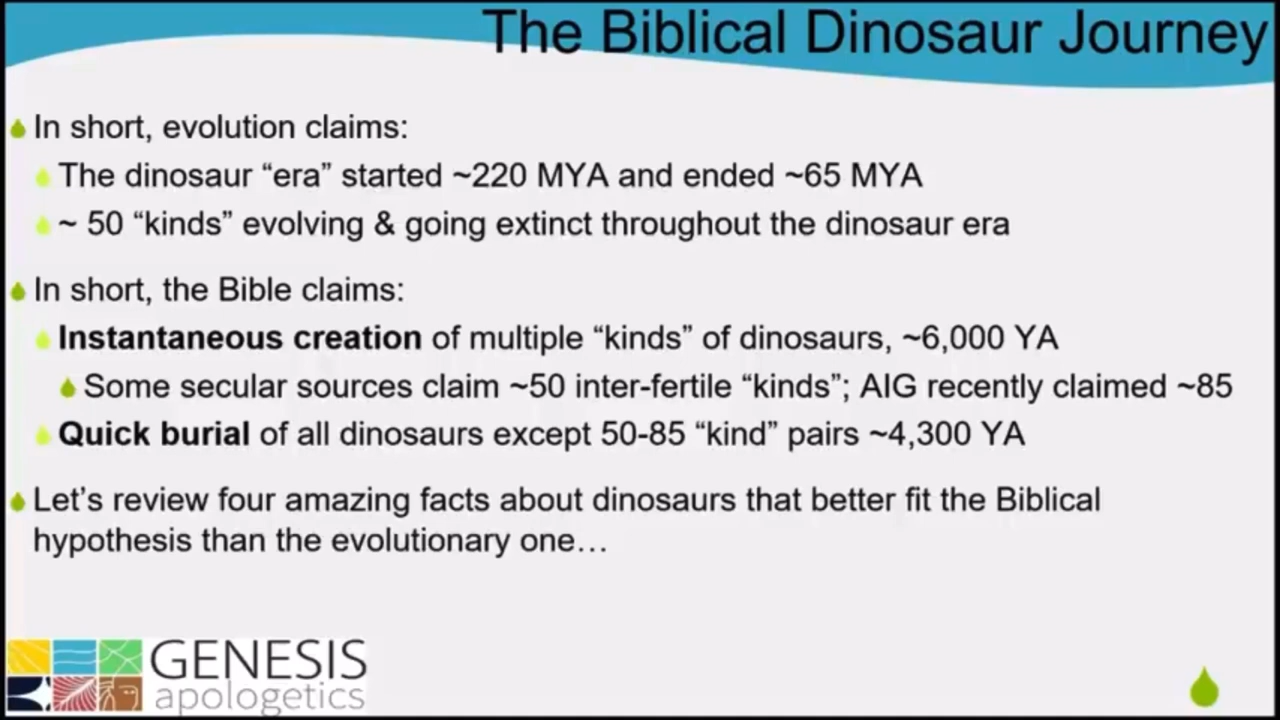 The Biblical Dinosaur Journey
In short, evolution claims:
The dinosaur “era” started ~220 MYA and ended ~65 MYA
~ 50 “kinds” evolving & going extinct throughout the dinosaur era
In short, the Bible claims:
Instantaneous creation of multiple “kinds” of dinosaurs, ~6,000 YA
Some secular sources claim ~50 inter-fertile “kinds”; AIG recently claimed ~85
Quick burial of all dinosaurs except 50-85 “kind” pairs ~4,300 YA
Let’s review four amazing facts about dinosaurs that better fit the Biblical
hypothesis than the evolutionary one…
GENESIS
apologetics